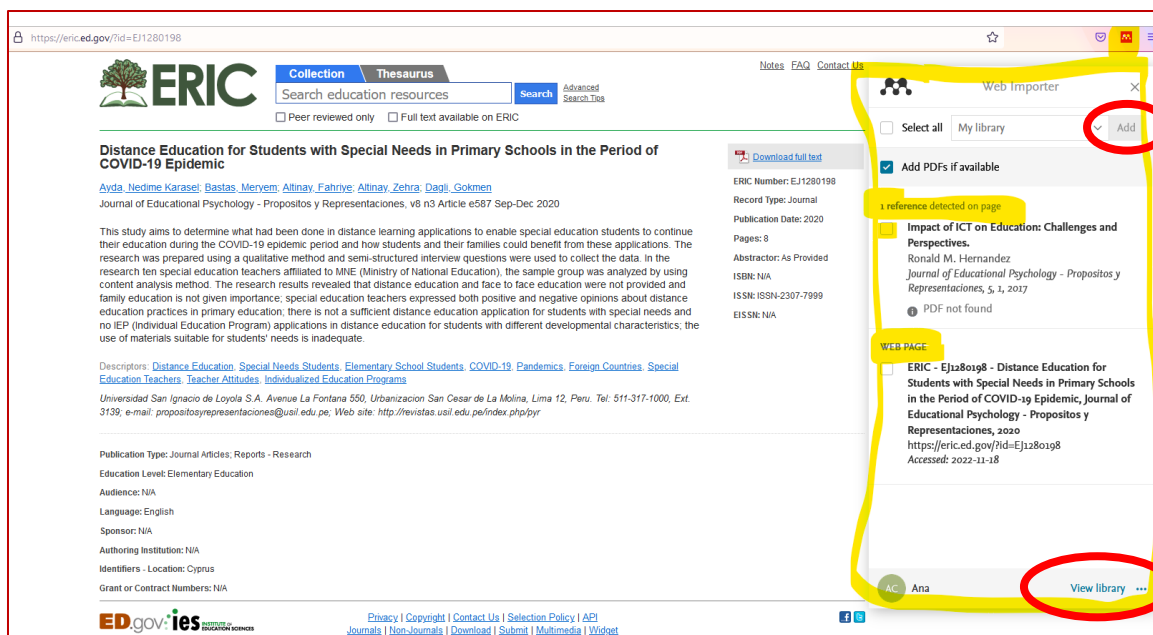 https://eric.ed.gov/?id=EJ1280198
Notes FAQ Contact Us
ERIC
Collection Thesaurus
Search education resources Search Advanced
Search Tips
Peer reviewed only Full text available on ERIC
Distance Education for Students with Special Needs in Primary Schools in the Period of
COVID-19 Epidemic
Ayda, Nedime Karasel; Bastas, Meryem; Altinay, Fahriye; Altinay, Zehra; Dagli, Gokmen
Journal of Educational Psychology - Propositos y Representaciones, v8 n3 Article e587 Sep-Dec 2020
This study aims to determine what had been done in distance learning applications to enable special education students to continue
their education during the COVID-19 epidemic period and how students and their families could benefit from these applications. The
research was prepared using a qualitative method and semi-structured interview questions were used to collect the data. In the
research ten special education teachers affiliated to MNE (Ministry of National Education), the sample group was analyzed by using
content analysis method. The research results revealed that distance education and face to face education were not provided and
family education is not given importance; special education teachers expressed both positive and negative opinions about distance
education practices in primary education; there is not a sufficient distance education application for students with special needs and
no IEP (Individual Education Program) applications in distance education for students with different developmental characteristics; the
use of materials suitable for students' needs is inadequate.
Descriptors: Distance Education, Special Needs Students, Elementary School Students, COVID-19, Pandemics, Foreign Countries, Special
Education Teachers, Teacher Attitudes, Individualized Education Programs
Universidad San Ignacio de Loyola S.A. Avenue La Fontana 550, Urbanizacion San Cesar de La Molina, Lima 12, Peru. Tel: 511-317-1000, Ext.
3139; e-mail: propositosyrepresentaciones@usil.edu.pe; Web site: http://revistas.usil.edu.pe/index.php/pyr
Publication Type: Journal Articles; Reports - Research
Education Level: Elementary Education
Audience: N/A
Language: English
Sponsor: N/A
Authoring Institution: N/A
Identifiers - Location: Cyprus
Grant or Contract Numbers: N/A
Download full text
ERIC Number: EJ1280198
Record Type: Journal
Publication Date: 2020
Pages: 8
Abstractor: As Provided
ISBN: N/A
ISSN: ISSN-2307-7999
EISSN: N/A
Web Importer
Select all My library Add
Add PDFs if available
1 reference detected on page
Impact of ICT on Education: Challenges and
Perspectives.
Ronald M. Hernandez
Journal of Educational Psychology - Propositos y
Representaciones, 5, 1, 2017
PDF not found
WEB PAGE
ERIC - EJ1280198 - Distance Education for
Students with Special Needs in Primary Schools
in the Period of COVID-19 Epidemic, Journal of
Educational Psychology - Propositos y
Representaciones, 2020
https://eric.ed.gov/?id=EJ1280198
Accessed: 2022-11-18
AC Ana View library
ED.gov ies INSTITUTE OF
EDUCATION SCIENCES
Privacy | Copyright | Contact Us | Selection Policy | API
Journals | Non-Journals | Download | Submit | Multimedia | Widget